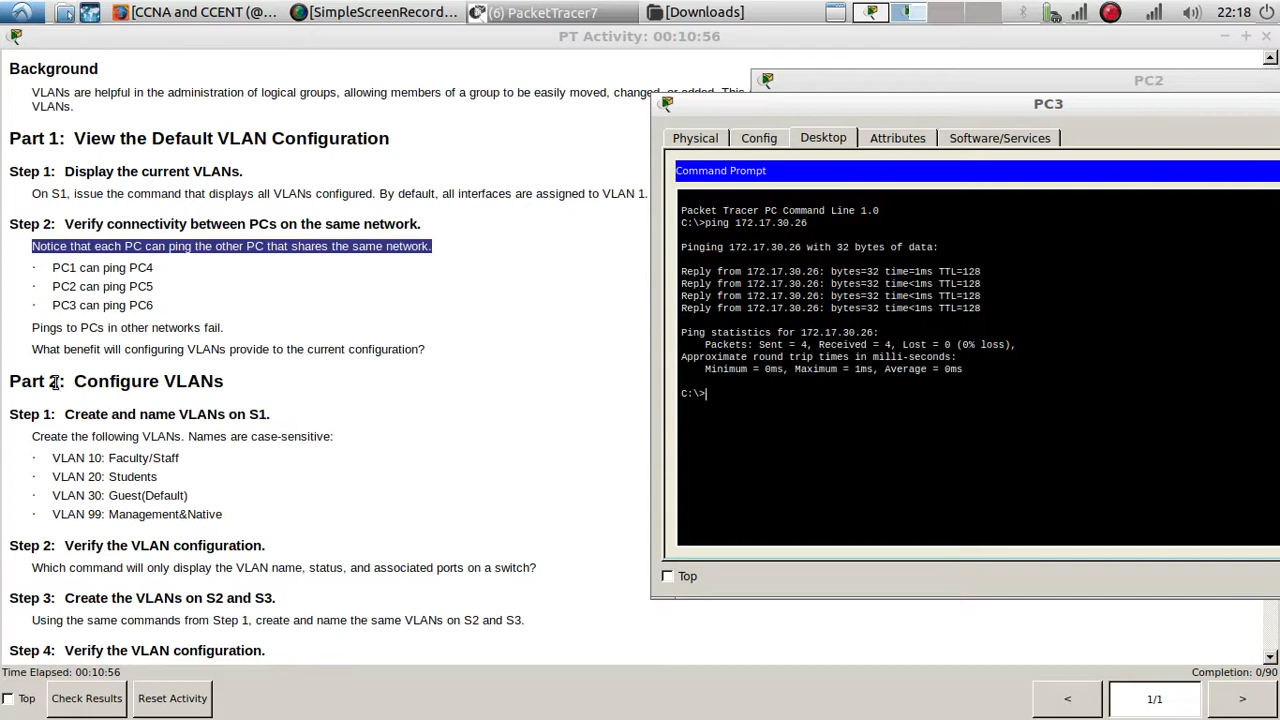 [CCNA and CCENT (@...
[SimpleScreenRecord...
(6) PacketTracer7
[Downloads]
22:18
PT Activity: 00:10:56
Background
VLANs are helpful in the administration of logical groups, allowing members of a group to be easily moved, changed, or added. This
VLANs.
Part 1: View the Default VLAN Configuration
Step 1: Display the current VLANs.
On S1, issue the command that displays all VLANs configured. By default, all interfaces are assigned to VLAN 1.
Step 2: Verify connectivity between PCs on the same network.
Notice that each PC can ping the other PC that shares the same network.
· PC1 can ping PC4
· PC2 can ping PC5
· PC3 can ping PC6
Pings to PCs in other networks fail.
What benefit will configuring VLANs provide to the current configuration?
Part 2: Configure VLANs
Step 1: Create and name VLANs on S1.
Create the following VLANs. Names are case-sensitive:
· VLAN 10: Faculty/Staff
· VLAN 20: Students
· VLAN 30: Guest(Default)
· VLAN 99: Management&Native
Step 2: Verify the VLAN configuration.
Which command will only display the VLAN name, status, and associated ports on a switch?
Step 3: Create the VLANs on S2 and S3.
Using the same commands from Step 1, create and name the same VLANs on S2 and S3.
Step 4: Verify the VLAN configuration.
Time Elapsed: 00:10:56
Completion: 0/90
Top
Check Results
Reset Activity
<
1/1
>
PC2
PC3
Physical
Config
Desktop
Attributes
Software/Services
Command Prompt
Packet Tracer PC Command Line 1.0
C:\>ping 172.17.30.26
Pinging 172.17.30.26 with 32 bytes of data:
Reply from 172.17.30.26: bytes=32 time=1ms TTL=128
Reply from 172.17.30.26: bytes=32 time<1ms TTL=128
Reply from 172.17.30.26: bytes=32 time<1ms TTL=128
Reply from 172.17.30.26: bytes=32 time<1ms TTL=128
Ping statistics for 172.17.30.26:
Packets: Sent = 4, Received = 4, Lost = 0 (0% loss),
Approximate round trip times in milli-seconds:
Minimum = 0ms, Maximum = 1ms, Average = 0ms
C:\>
Top